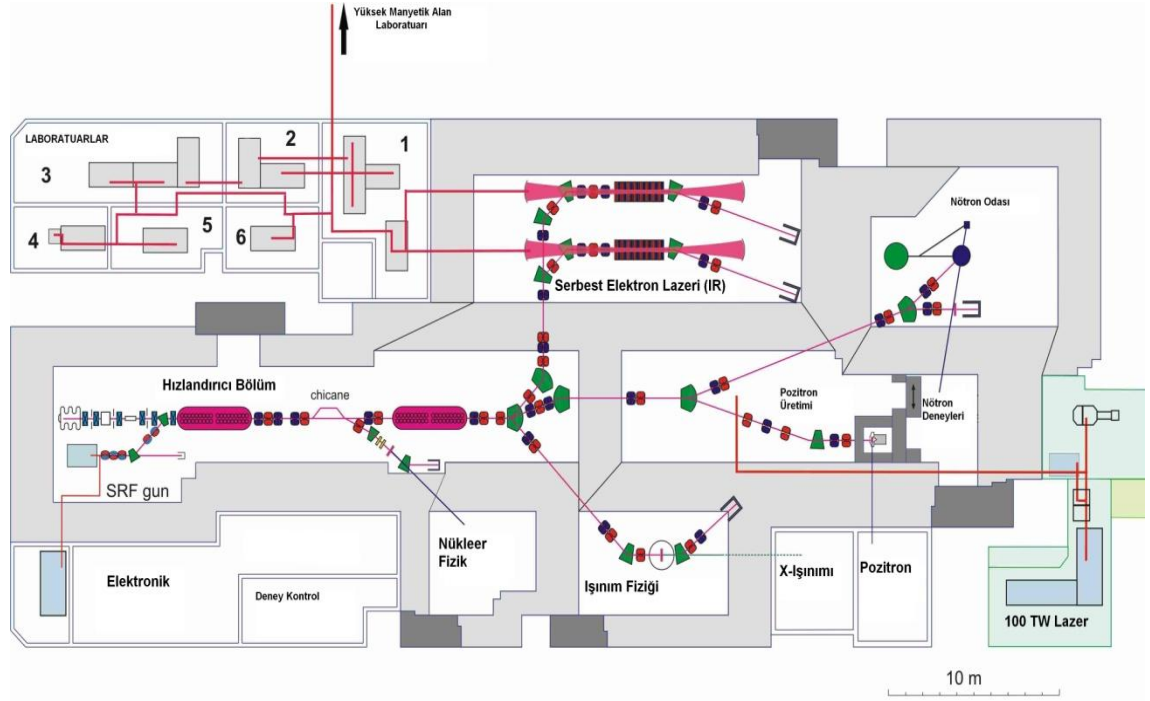 Yüksek Manyetik Alan
Laboratuarı
LABORATUARLAR
1
2
3
4
5
6
Nötron Odası
Serbest Elektron Lazeri (IR)
Hızlandırıcı Bölüm
chicane
Pozitron
Üretimi
Nötron
Deneyleri
SRF gun
Nükleer
Fizik
Işınım Fiziği
X-Işınımı
Pozitron
Elektronik
Deney Kontrol
100 TW Lazer
10 m